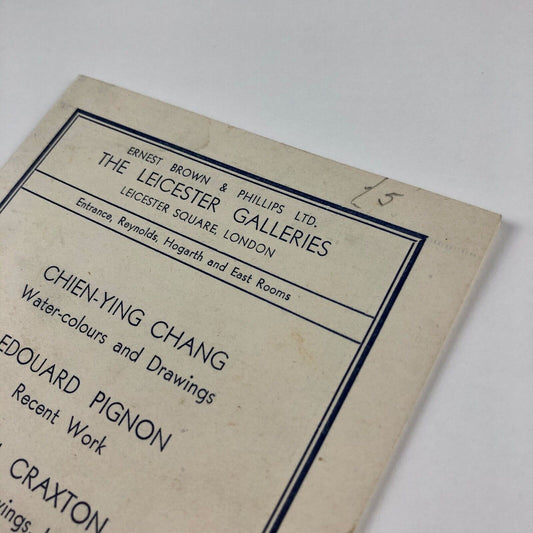 £5
ERNEST BROWN & PHILLIPS LTD.
THE LEICESTER GALLERIES
LEICESTER SQUARE, LONDON
Entrance, Reynolds, Hogarth and East Rooms
CHIEN-YING CHANG
Water-colours and Drawings
EDOUARD PIGNON
Recent Work
CRAXTON